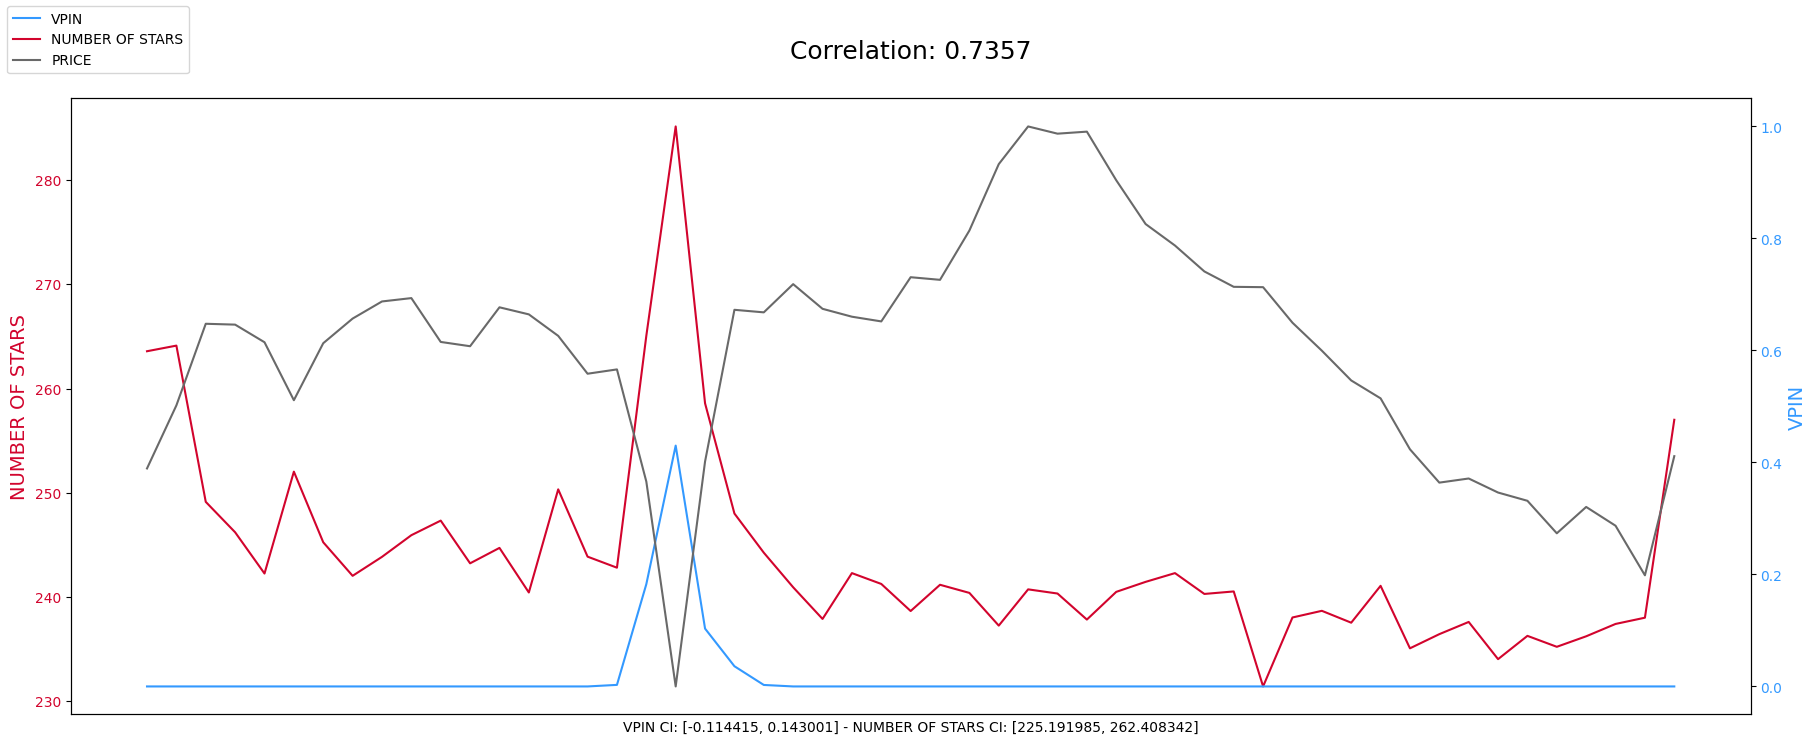 VPIN
NUMBER OF STARS
PRICE
Correlation: 0.7357
NUMBER OF STARS
280
270
260
250
240
230
1.0
0.8
0.6
0.4
0.2
0.0
VPIN
VPIN CI: [-0.114415, 0.143001] - NUMBER OF STARS CI: [225.191985, 262.408342]